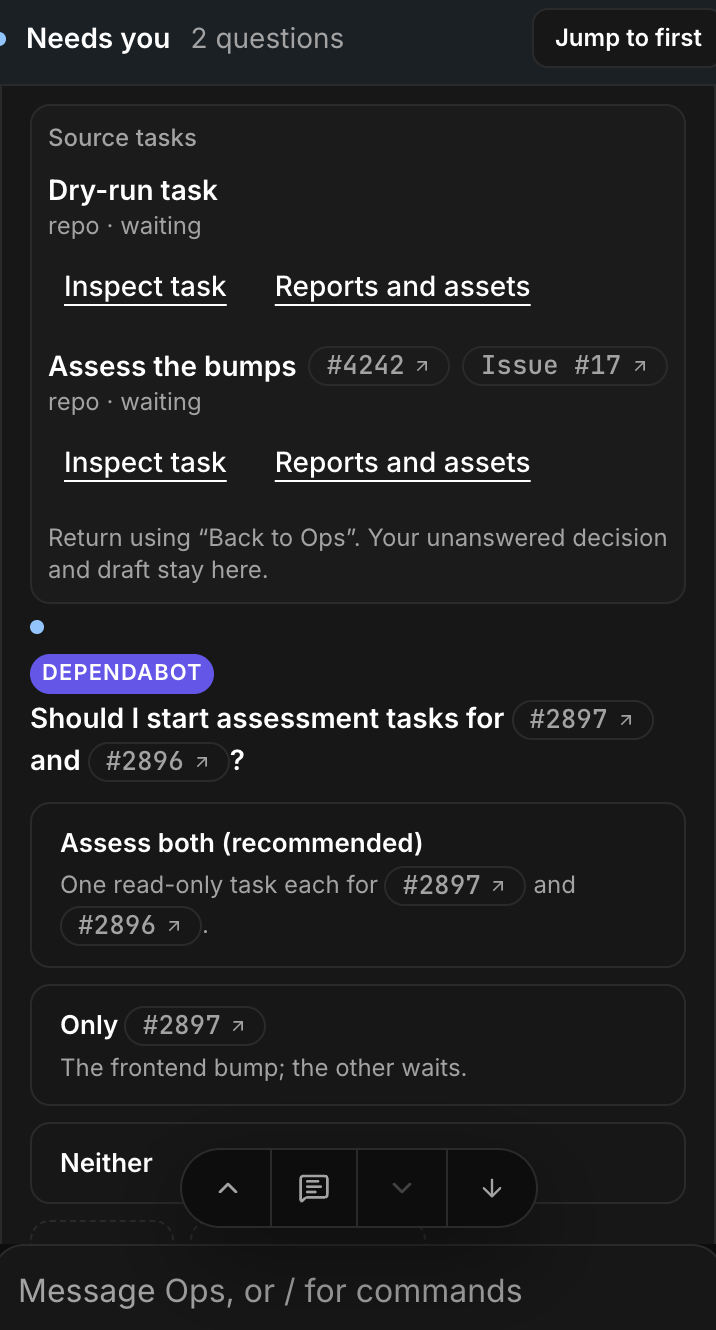 Needs you 2 questions Jump to first
Source tasks
Dry-run task
repo · waiting
Inspect task Reports and assets
Assess the bumps #4242 ↗ Issue #17 ↗
repo · waiting
Inspect task Reports and assets
Return using “Back to Ops”. Your unanswered decision
and draft stay here.
DEPENDABOT
Should I start assessment tasks for #2897 ↗
and #2896 ↗ ?
Assess both (recommended)
One read-only task each for #2897 ↗ and
#2896 ↗ .
Only #2897 ↗
The frontend bump; the other waits.
Neither
Message Ops, or / for commands